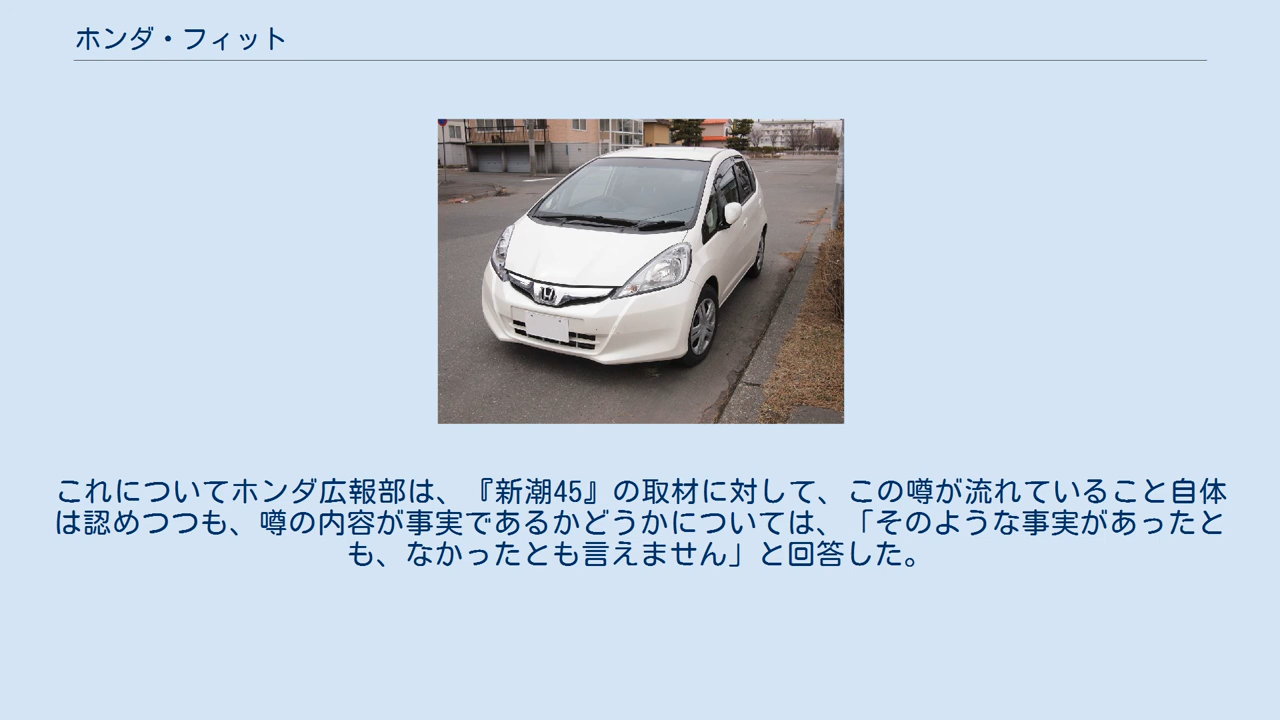 ホンダ・フィット
これについてホンダ広報部は、『新潮45』の取材に対して、この噂が流れていること自体
は認めつつも、噂の内容が事実であるかどうかについては、「そのような事実があったと
も、なかったとも言えません」と回答した。